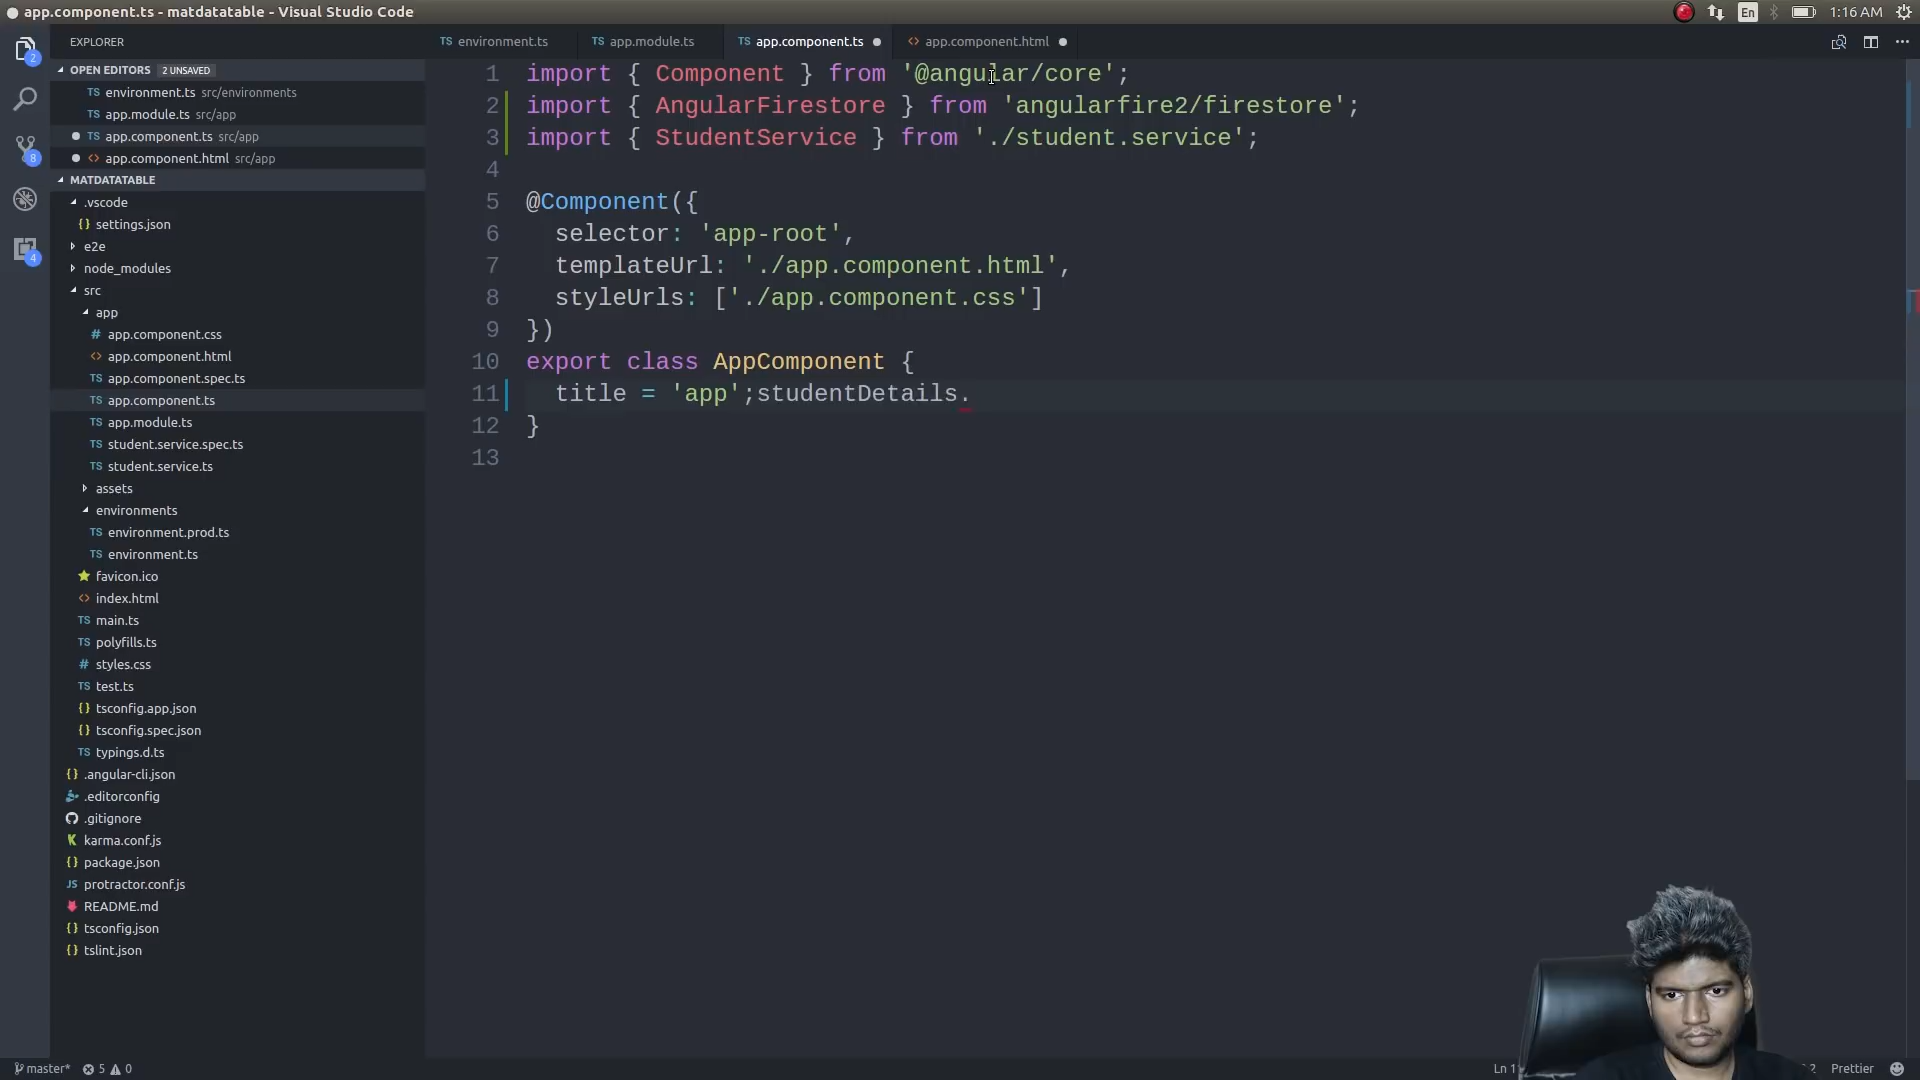 app.component.ts - matdatatable - Visual Studio Code
En
1:16 AM
EXPLORER
environment.ts
app.module.ts
app.component.ts
app.component.html
OPEN EDITORS 2 UNSAVED
environment.ts src/environments
app.module.ts src/app
app.component.ts src/app
app.component.html src/app
MATDATATABLE
.vscode
settings.json
e2e
node_modules
src
app
app.component.css
app.component.html
app.component.spec.ts
app.component.ts
app.module.ts
student.service.spec.ts
student.service.ts
assets
environments
environment.prod.ts
environment.ts
favicon.ico
index.html
main.ts
polyfills.ts
styles.css
test.ts
tsconfig.app.json
tsconfig.spec.json
typings.d.ts
.angular-cli.json
.editorconfig
.gitignore
karma.conf.js
package.json
protractor.conf.js
README.md
tsconfig.json
tslint.json
1 import { Component } from '@angular/core';
2 import { AngularFirestore } from 'angularfire2/firestore';
3 import { StudentService } from './student.service';
4
5 @Component({
6 selector: 'app-root',
7 templateUrl: './app.component.html',
8 styleUrls: ['./app.component.css']
9 })
10 export class AppComponent {
11 title = 'app';studentDetails.
12 }
13
master* 5 0
Prettier